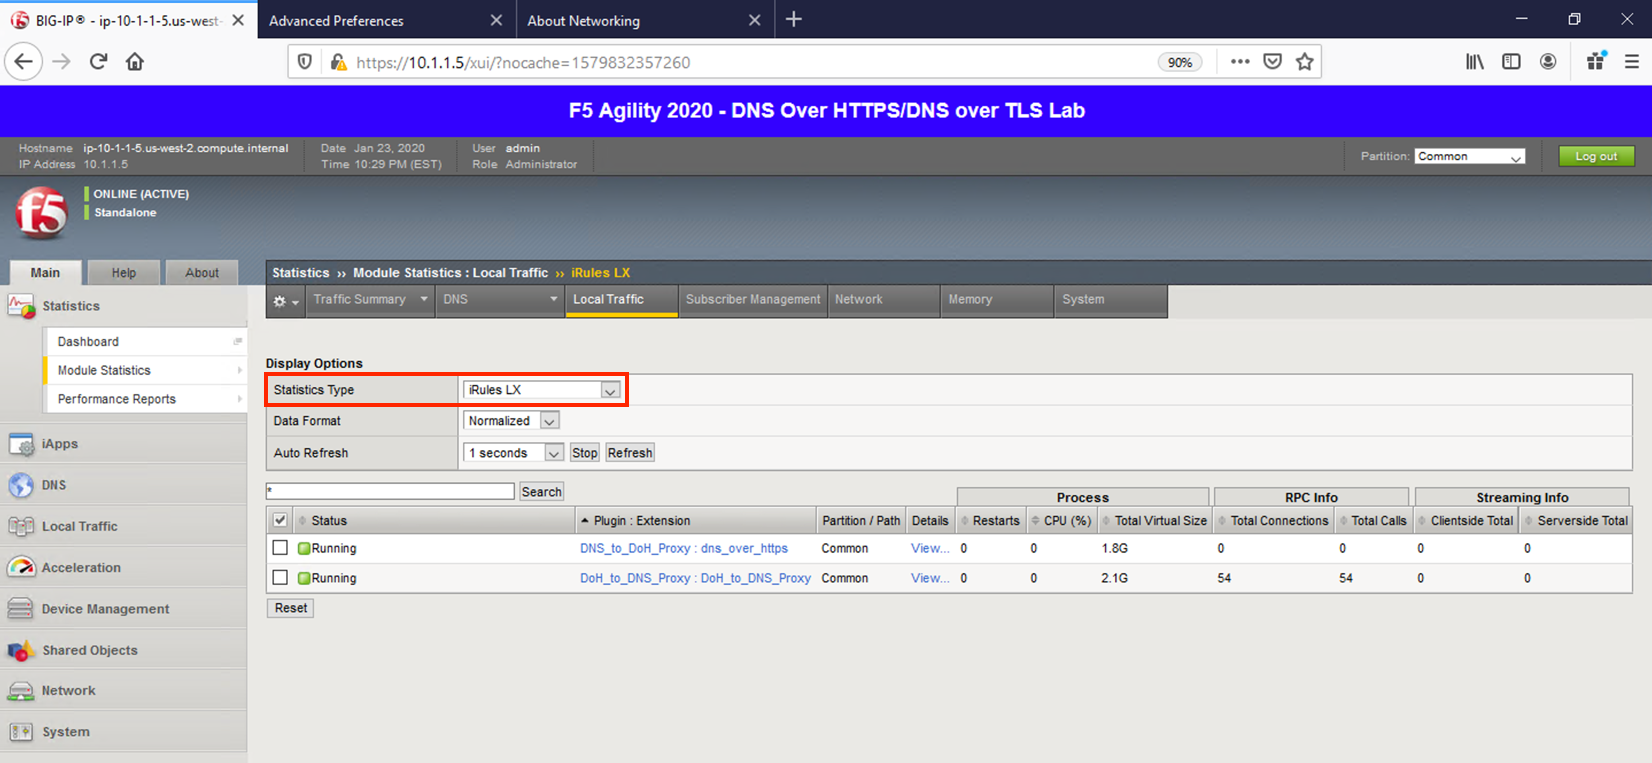 BIG-IP® - ip-10-1-1-5.us-west-
Advanced Preferences
About Networking
https://10.1.1.5/xui/?nocache=1579832357260
90%
F5 Agility 2020 - DNS Over HTTPS/DNS over TLS Lab
Hostname ip-10-1-1-5.us-west-2.compute.internal Date Jan 23, 2020 User admin
IP Address 10.1.1.5 Time 10:29 PM (EST) Role Administrator
Partition: Common Log out
f5
ONLINE (ACTIVE)
Standalone
Main Help About
Statistics
Dashboard
Module Statistics
Performance Reports
iApps
DNS
Local Traffic
Acceleration
Device Management
Shared Objects
Network
System
Statistics ›› Module Statistics : Local Traffic ›› iRules LX
Traffic Summary DNS Local Traffic Subscriber Management Network Memory System
Display Options
Statistics Type iRules LX
Data Format Normalized
Auto Refresh 1 seconds Stop Refresh
* Search
Process RPC Info Streaming Info
Status Plugin : Extension Partition / Path Details Restarts CPU (%) Total Virtual Size Total Connections Total Calls Clientside Total Serverside Total
Running DNS_to_DoH_Proxy : dns_over_https Common View... 0 0 1.8G 0 0 0 0
Running DoH_to_DNS_Proxy : DoH_to_DNS_Proxy Common View... 0 0 2.1G 54 54 0 0
Reset